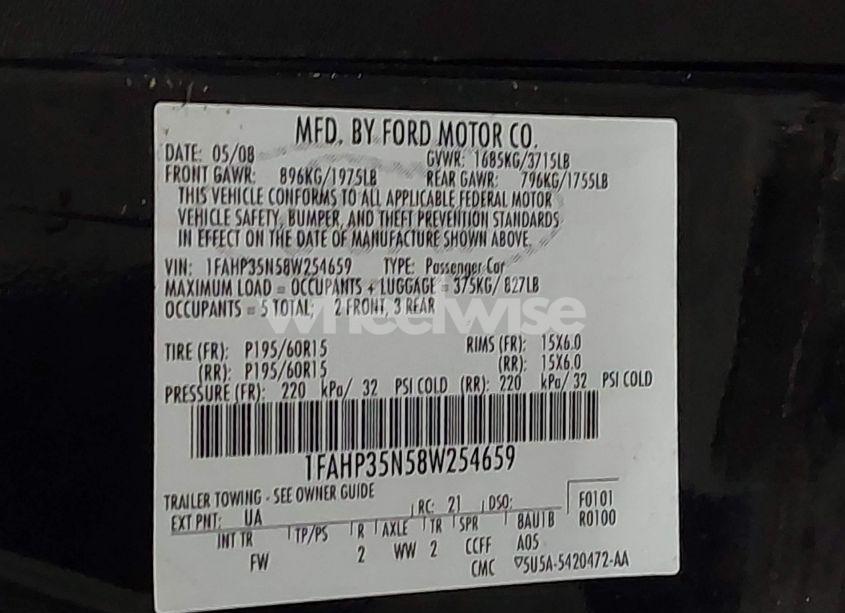 MFD. BY FORD MOTOR CO.
DATE: 05/08 GVWR: 1685KG/3715LB
FRONT GAWR: 896KG/1975LB REAR GAWR: 796KG/1755LB
THIS VEHICLE CONFORMS TO ALL APPLICABLE FEDERAL MOTOR
VEHICLE SAFETY, BUMPER, AND THEFT PREVENTION STANDARDS
IN EFFECT ON THE DATE OF MANUFACTURE SHOWN ABOVE.
VIN: 1FAHP35N58W254659 TYPE: Passenger Car
MAXIMUM LOAD = OCCUPANTS + LUGGAGE = 375KG/ 827LB
OCCUPANTS = 5 TOTAL; 2 FRONT, 3 REAR
wheelwise
TIRE (FR): P195/60R15 RIMS (FR): 15X6.0
(RR): P195/60R15 (RR): 15X6.0
PRESSURE (FR): 220 kPa/ 32 PSI COLD (RR): 220 kPa/ 32 PSI COLD
1FAHP35N58W254659
TRAILER TOWING - SEE OWNER GUIDE
EXT PNT: UA RC: 21 DSO: F0101
R0100
INT TR TP/PS R AXLE TR SPR 8AU1B
FW 2 WW 2 CCFF A05
CMC 5U5A-5420472-AA